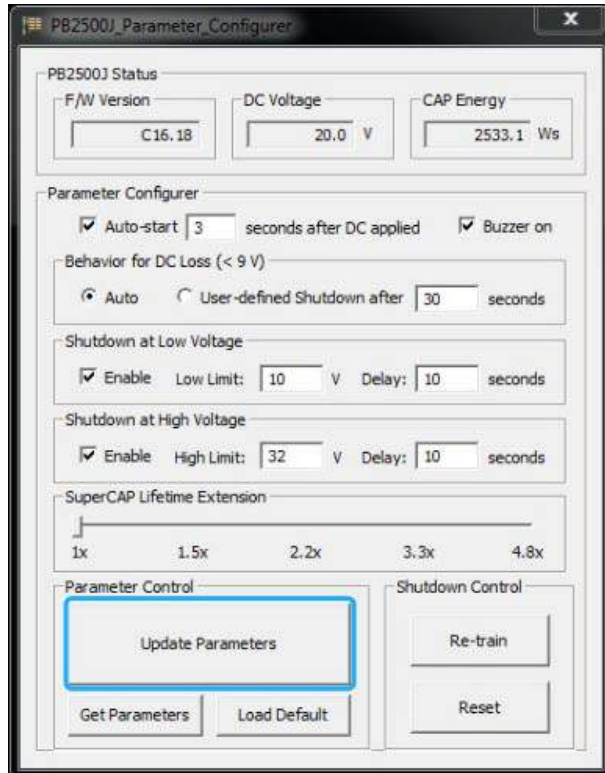 PB2500J_Parameter_Configurer
x
PB2500J Status
F/W Version DC Voltage CAP Energy
C16.18 20.0 V 2533.1 Ws
Parameter Configurer
Auto-start 3 seconds after DC applied Buzzer on
Behavior for DC Loss (< 9 V)
Auto User-defined Shutdown after 30 seconds
Shutdown at Low Voltage
Enable Low Limit: 10 V Delay: 10 seconds
Shutdown at High Voltage
Enable High Limit: 32 V Delay: 10 seconds
SuperCAP Lifetime Extension
1x 1.5x 2.2x 3.3x 4.8x
Parameter Control Shutdown Control
Update Parameters Re-train
Get Parameters Load Default Reset